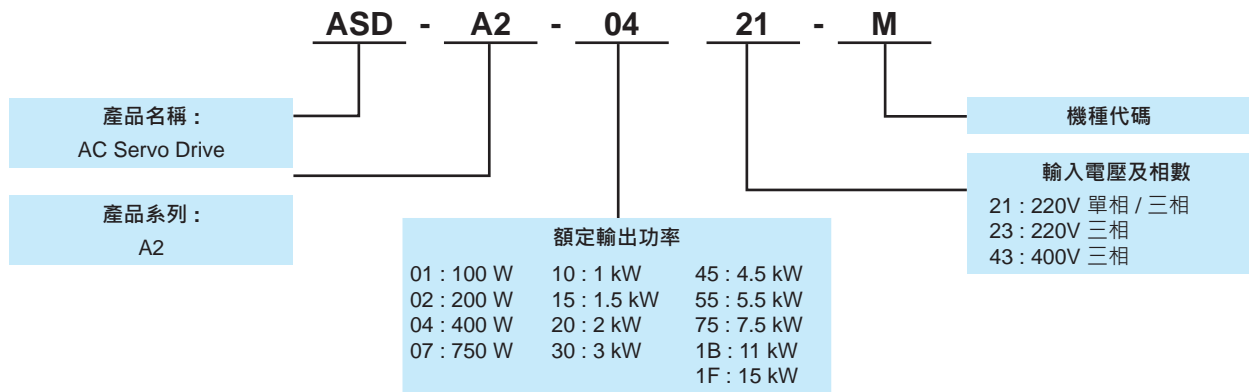 ASD - A2 - 04 21 - M
產品名稱：
AC Servo Drive
產品系列：
A2
額定輸出功率
01 : 100 W 10 : 1 kW 45 : 4.5 kW
02 : 200 W 15 : 1.5 kW 55 : 5.5 kW
04 : 400 W 20 : 2 kW 75 : 7.5 kW
07 : 750 W 30 : 3 kW 1B : 11 kW
1F : 15 kW
機種代碼
輸入電壓及相數
21 : 220V 單相 / 三相
23 : 220V 三相
43 : 400V 三相